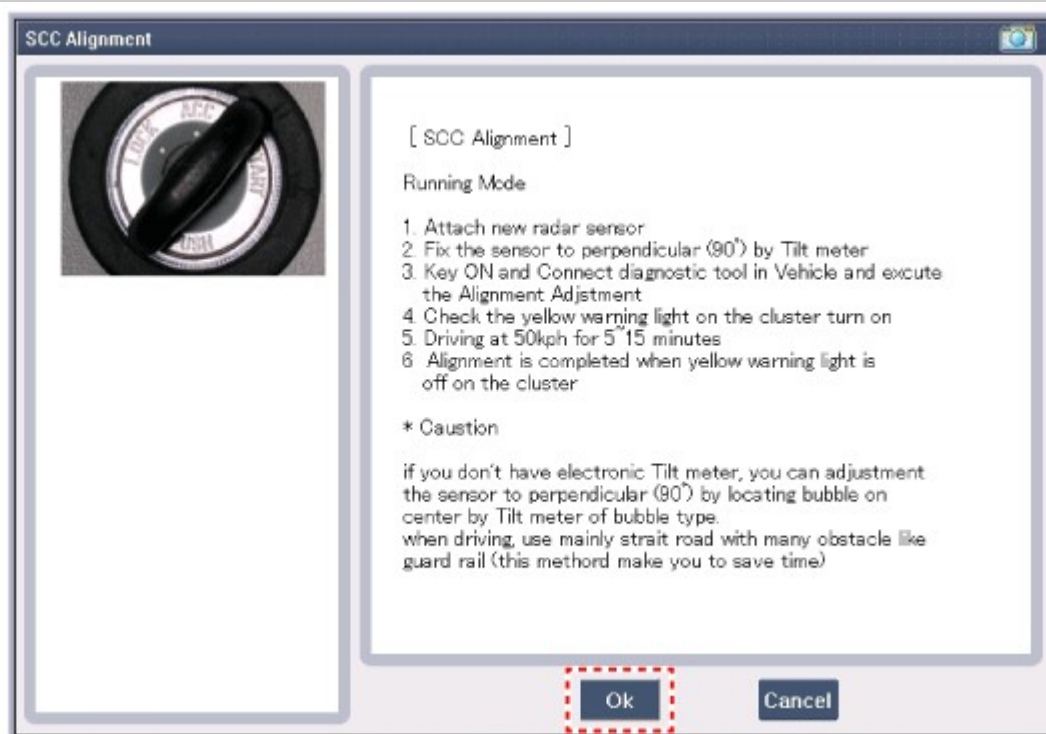 SCC Alignment
LOCK
ACC
START
PUSH
[ SCC Alignment ]
Running Mode
1. Attach new radar sensor
2. Fix the sensor to perpendicular (90°) by Tilt meter
3. Key ON and Connect diagnostic tool in Vehicle and excute
the Alignment Adjstment
4. Check the yellow warning light on the cluster turn on
5. Driving at 50kph for 5~15 minutes
6 Alignment is completed when yellow warning light is
off on the cluster
* Caustion
if you don't have electronic Tilt meter, you can adjustment
the sensor to perpendicular (90°) by locating bubble on
center by Tilt meter of bubble type.
when driving, use mainly strait road with many obstacle like
guard rail (this methord make you to save time)
Ok
Cancel